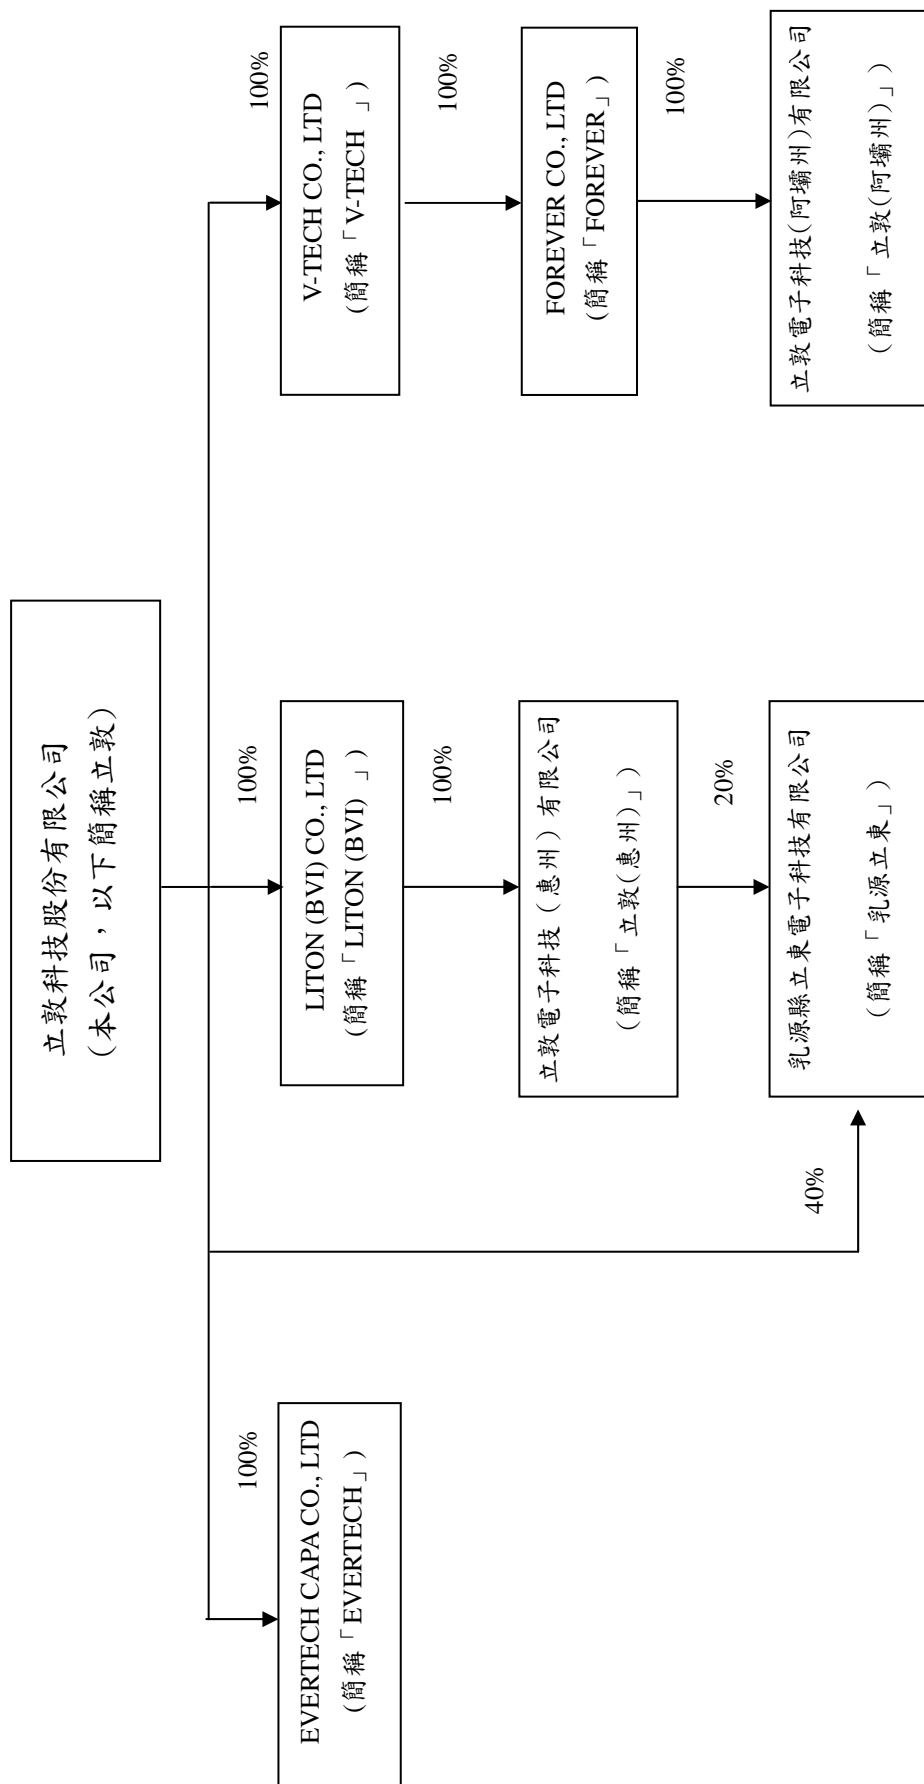 立敦科技股份有限公司
(本公司，以下簡稱立敦)
100%
100%
100%
EVERTECH CAPA CO., LTD
(簡稱「EVERTECH」)
LITON (BVI) CO., LTD
(簡稱「LITON (BVI) 」)
V-TECH CO., LTD
(簡稱「V-TECH 」)
100%
100%
立敦電子科技（惠州）有限公司
(簡稱「立敦(惠州)」)
FOREVER CO., LTD
(簡稱「FOREVER」)
20%
100%
40%
乳源縣立東電子科技有限公司
(簡稱「乳源立東」)
立敦電子科技(阿壩州)有限公司
(簡稱「立敦(阿壩州)」)